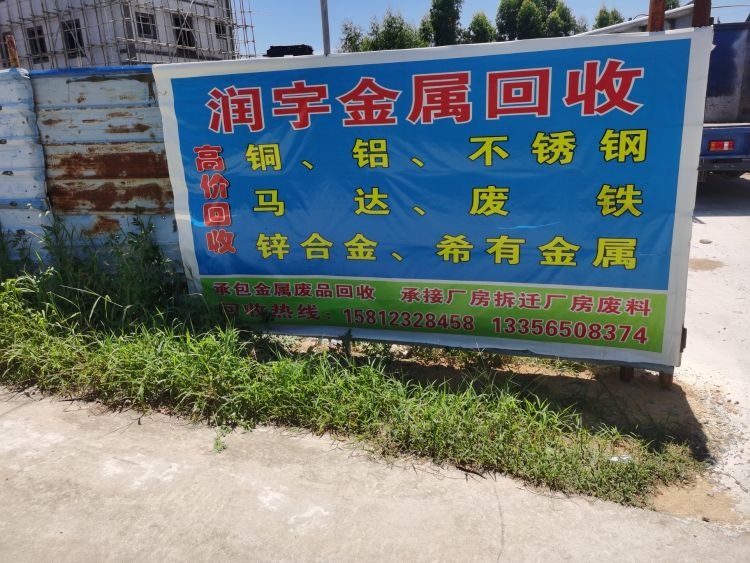 润宇金属回收
高价回收
铜、铝、不锈钢
马达、废铁
锌合金、希有金属
承包金属废品回收 承接厂房拆迁厂房废料
回收热线：15812328458 13356508374